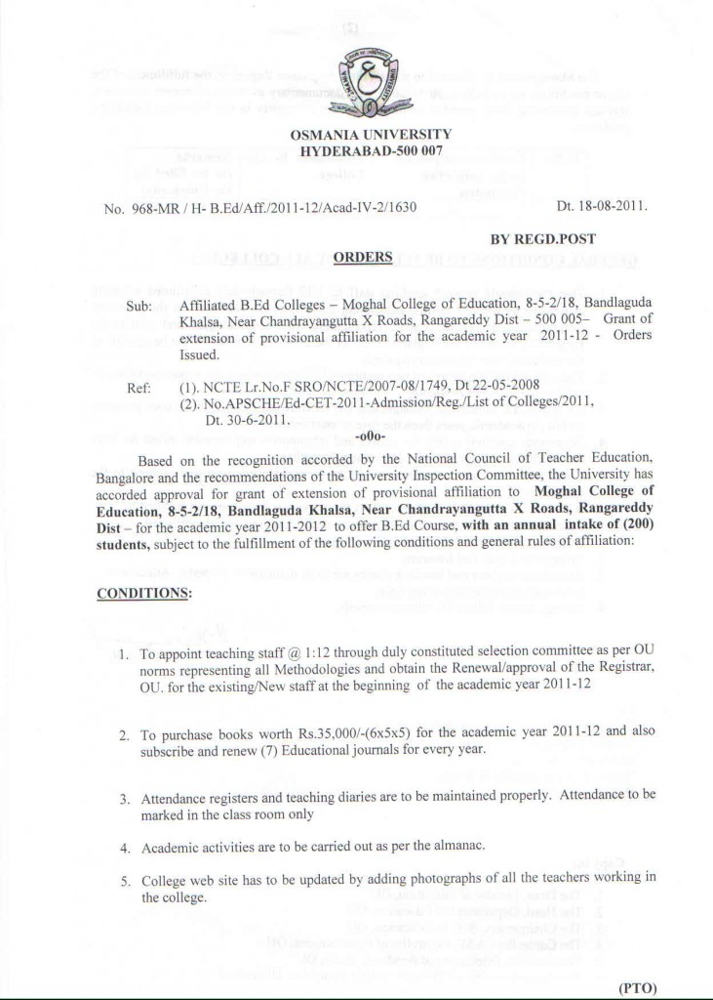 OSMANIA UNIVERSITY
HYDERABAD-500 007
No. 968-MR / H- B.Ed/Aff./2011-12/Acad-IV-2/1630 Dt. 18-08-2011.
BY REGD.POST
ORDERS
Sub: Affiliated B.Ed Colleges – Moghal College of Education, 8-5-2/18, Bandlaguda
Khalsa, Near Chandrayangutta X Roads, Rangareddy Dist – 500 005– Grant of
extension of provisional affiliation for the academic year 2011-12 - Orders
Issued.
Ref: (1). NCTE Lr.No.F SRO/NCTE/2007-08/1749, Dt 22-05-2008
(2). No.APSCHE/Ed-CET-2011-Admission/Reg./List of Colleges/2011,
Dt. 30-6-2011.
-o0o-
Based on the recognition accorded by the National Council of Teacher Education,
Bangalore and the recommendations of the University Inspection Committee, the University has
accorded approval for grant of extension of provisional affiliation to Moghal College of
Education, 8-5-2/18, Bandlaguda Khalsa, Near Chandrayangutta X Roads, Rangareddy
Dist – for the academic year 2011-2012 to offer B.Ed Course, with an annual intake of (200)
students, subject to the fulfillment of the following conditions and general rules of affiliation:
CONDITIONS:
1. To appoint teaching staff @ 1:12 through duly constituted selection committee as per OU
norms representing all Methodologies and obtain the Renewal/approval of the Registrar,
OU. for the existing/New staff at the beginning of the academic year 2011-12
2. To purchase books worth Rs.35,000/-(6x5x5) for the academic year 2011-12 and also
subscribe and renew (7) Educational journals for every year.
3. Attendance registers and teaching diaries are to be maintained properly. Attendance to be
marked in the class room only
4. Academic activities are to be carried out as per the almanac.
5. College web site has to be updated by adding photographs of all the teachers working in
the college.
(PTO)